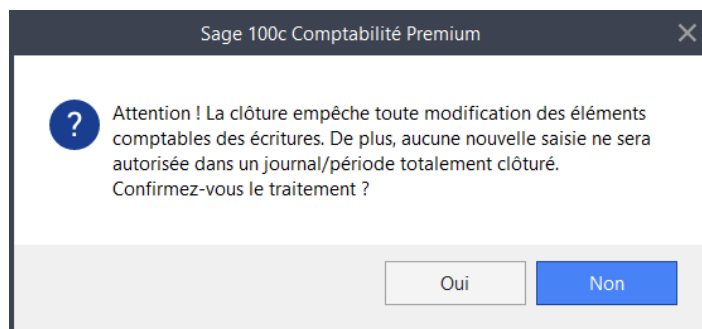 Sage 100c Comptabilité Premium
?
Attention ! La clôture empêche toute modification des éléments
comptables des écritures. De plus, aucune nouvelle saisie ne sera
autorisée dans un journal/période totalement clôturé.
Confirmez-vous le traitement ?
Oui
Non